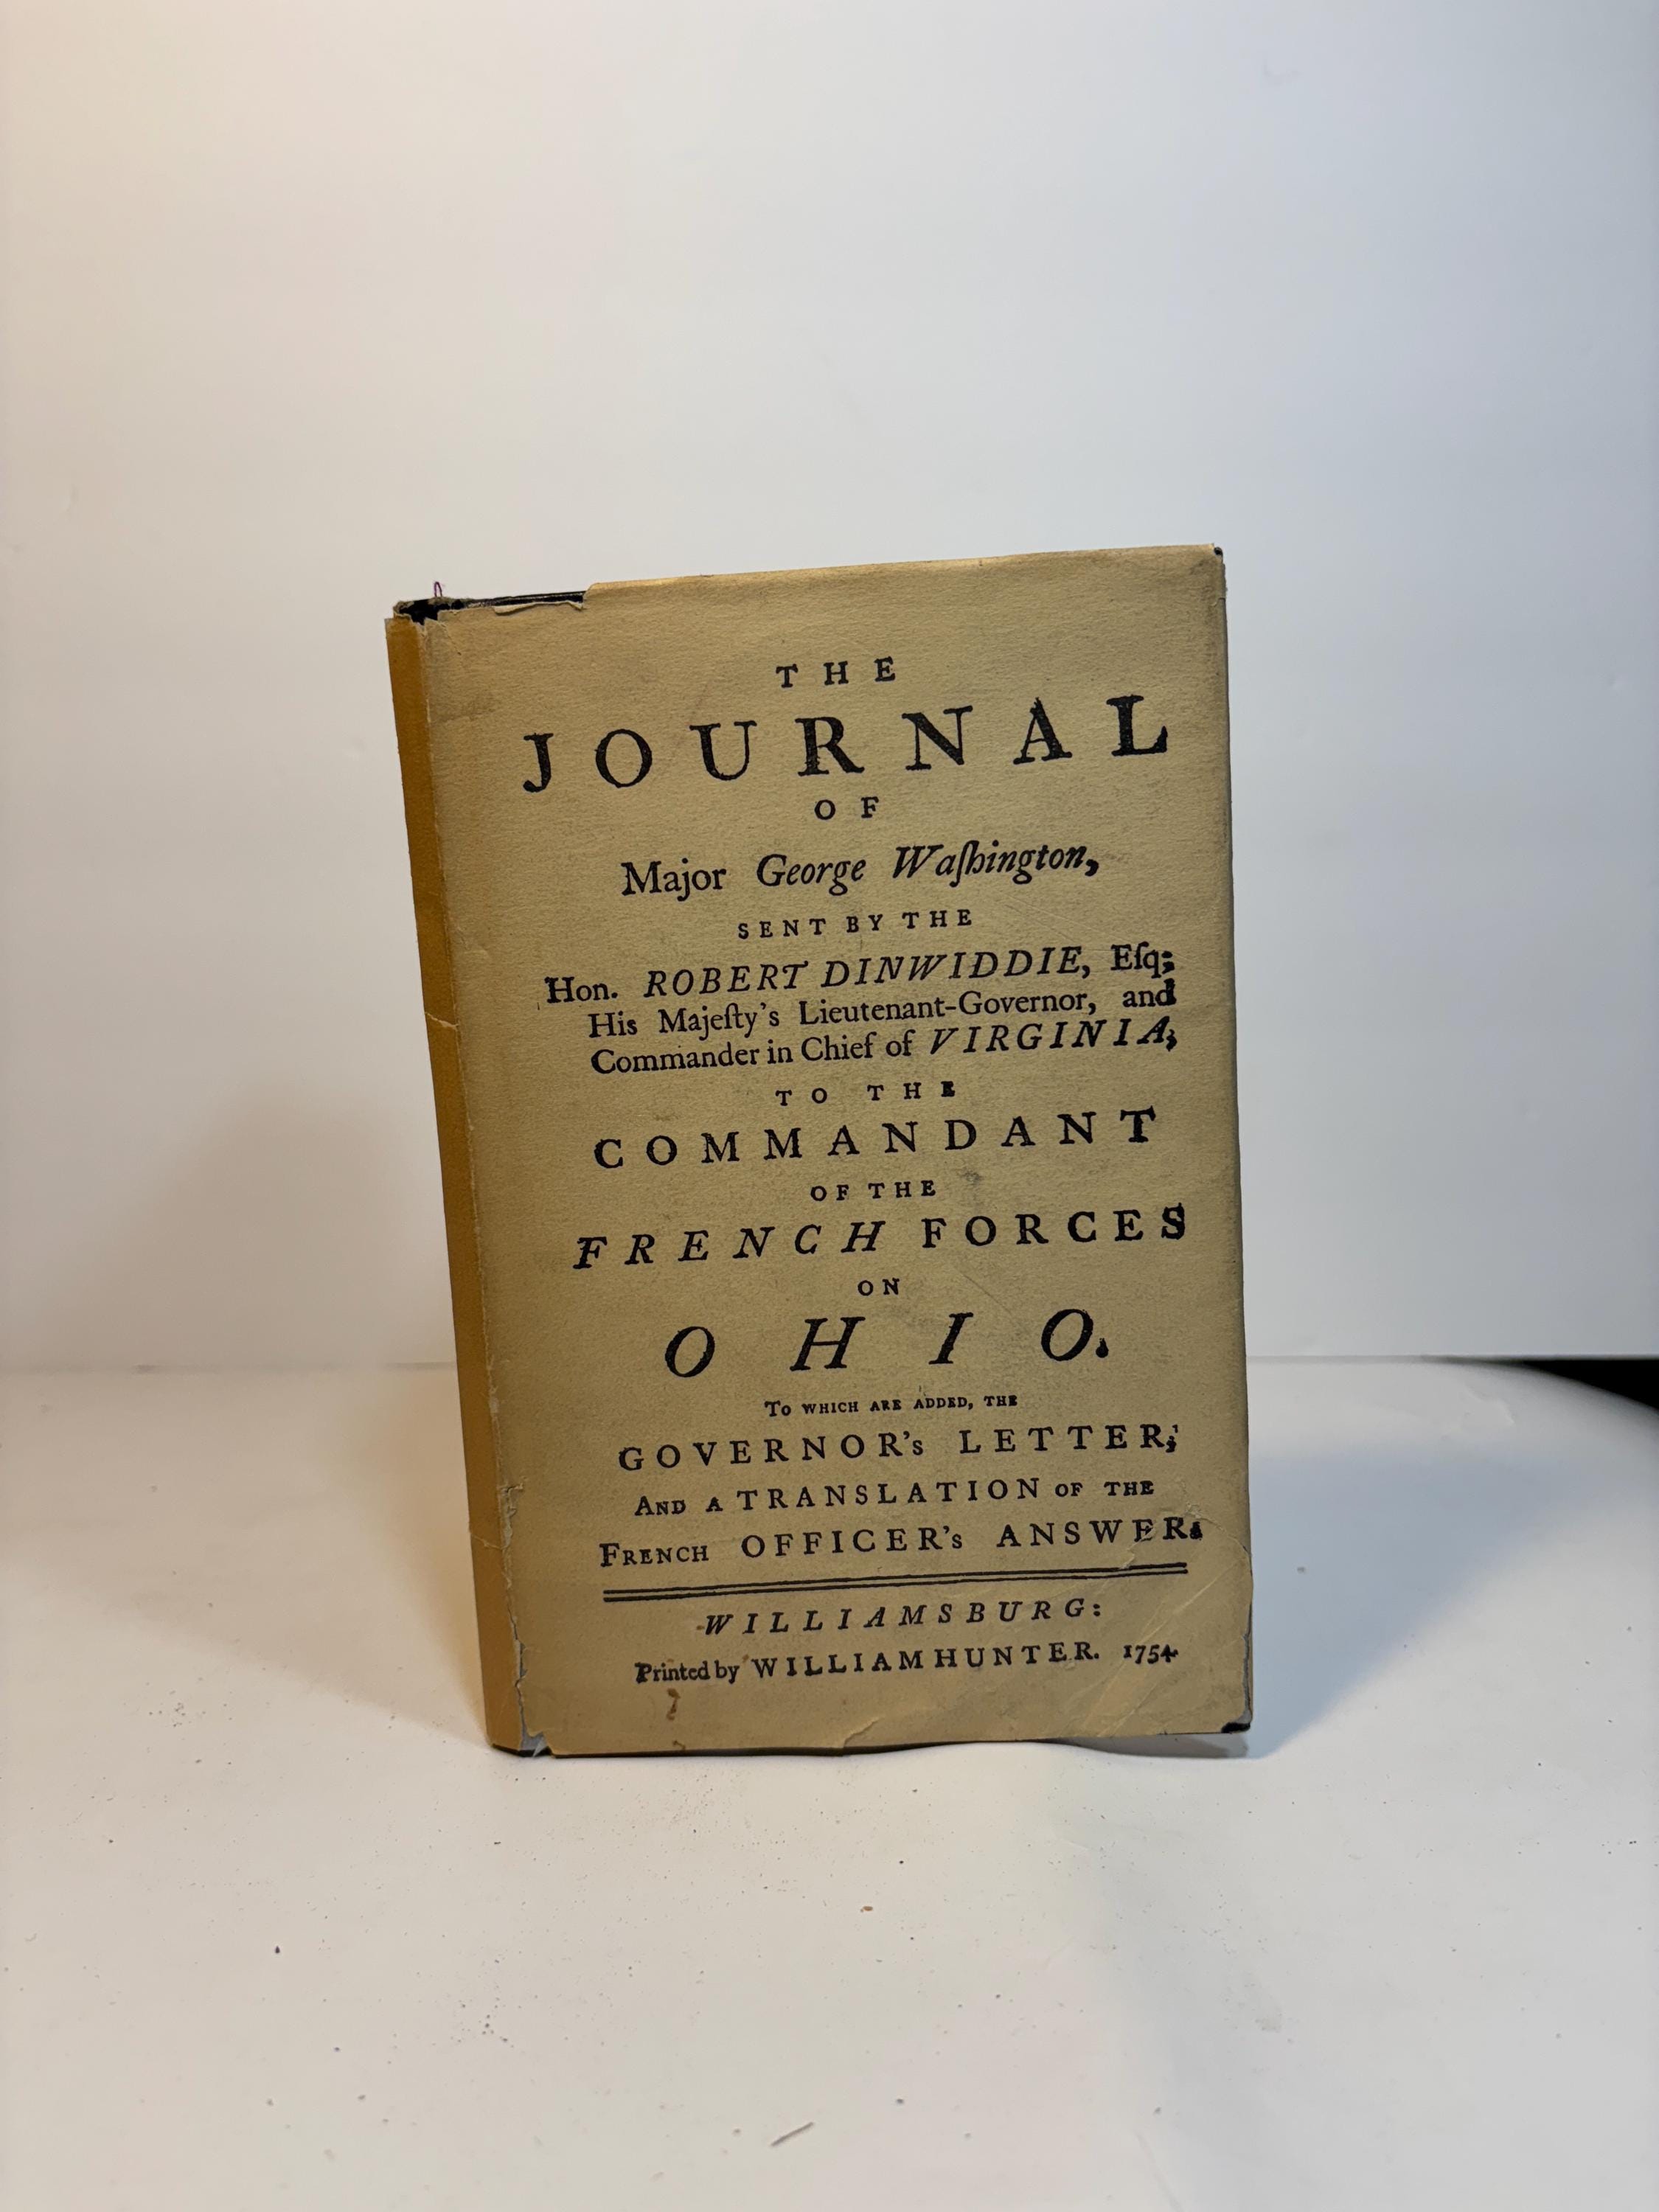 THE
JOURNAL
OF
Major George Waſhington,
SENT BY THE
Hon. ROBERT DINWIDDIE, Eſq;
His Majeſty's Lieutenant-Governor, and
Commander in Chief of VIRGINIA;
TO THE
COMMANDANT
OF THE
FRENCH FORCES
ON
OHIO.
To which are added, the
GOVERNOR's LETTER;
And a TRANSLATION of the
French OFFICER's ANSWER.
WILLIAMSBURG:
Printed by WILLIAM HUNTER. 1754.